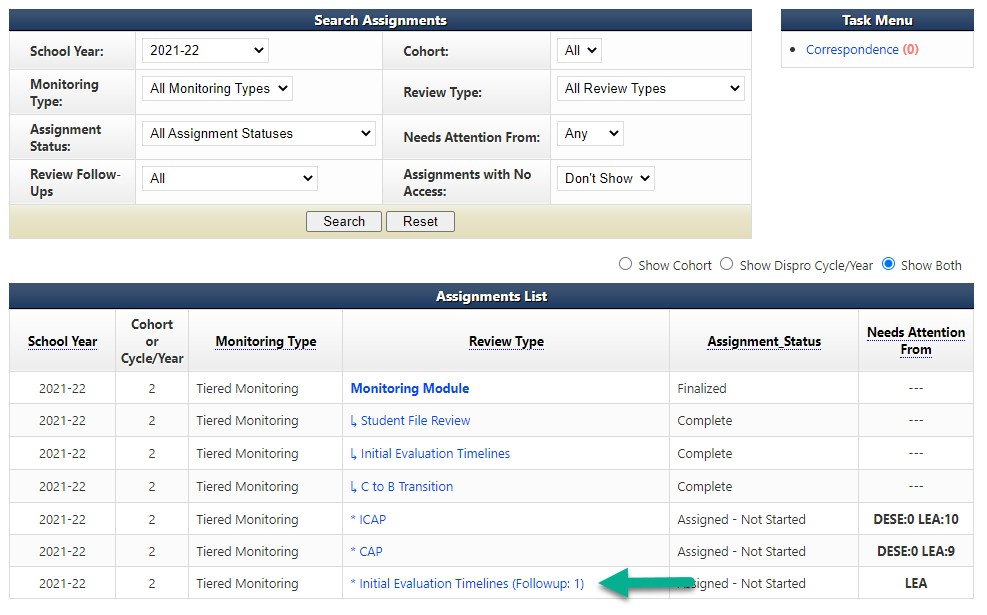 Search Assignments
School Year: 2021-22 Cohort: All
Monitoring Type: All Monitoring Types Review Type: All Review Types
Assignment Status: All Assignment Statuses Needs Attention From: Any
Review Follow-Ups All Assignments with No Access: Don't Show
Search Reset
Task Menu
• Correspondence (0)
Show Cohort Show Dispro Cycle/Year Show Both
Assignments List
School Year Cohort or Cycle/Year Monitoring Type Review Type Assignment_Status Needs Attention From
2021-22 2 Tiered Monitoring Monitoring Module Finalized ---
2021-22 2 Tiered Monitoring ↳ Student File Review Complete ---
2021-22 2 Tiered Monitoring ↳ Initial Evaluation Timelines Complete ---
2021-22 2 Tiered Monitoring ↳ C to B Transition Complete ---
2021-22 2 Tiered Monitoring * ICAP Assigned - Not Started DESE:0 LEA:10
2021-22 2 Tiered Monitoring * CAP Assigned - Not Started DESE:0 LEA:9
2021-22 2 Tiered Monitoring * Initial Evaluation Timelines (Followup: 1) - Not Started LEA